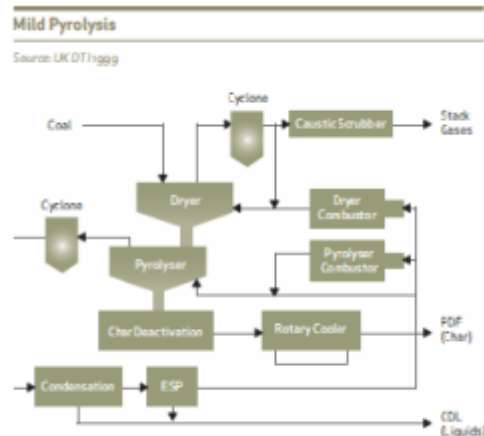 Mild Pyrolysis
Source: UK DTI 1999
Cyclone
Coal
Caustic Scrubber
Stack
Gases
Dryer
Dryer
Combustor
Cyclone
Pyrolyser
Pyrolyser
Combustor
Char Deactivation
Rotary Cooler
PDF
(Char)
Condensation
ESP
CDL
(Liquids)